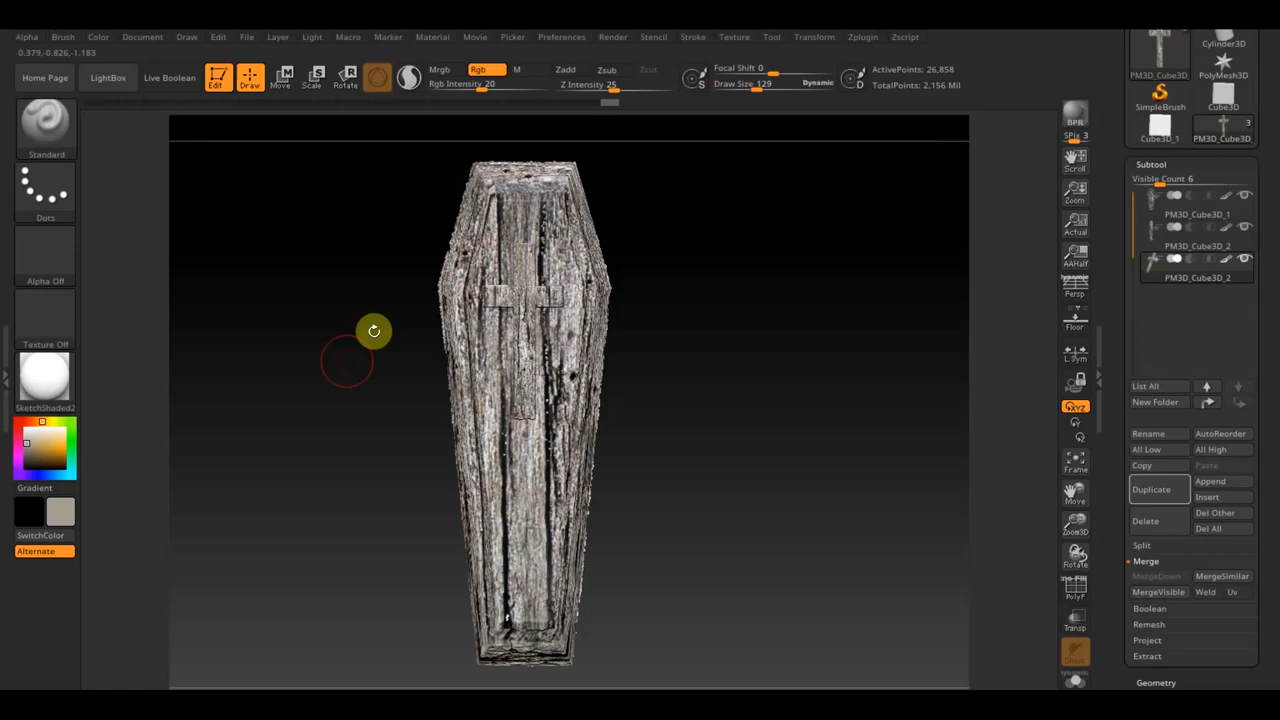 Alpha Brush Color Document Draw Edit File Layer Light Macro Marker Material Movie Picker Preferences Render Stencil Stroke Texture Tool Transform Zplugin Zscript
0.379,-0.826,-1.183
Home Page LightBox Live Boolean Edit Draw Move Scale Rotate
Mrgb Rgb M Zadd Zsub Zcut
Rgb Intensity 20 Z Intensity 25
Focal Shift 0
Draw Size 129 Dynamic
S
D
ActivePoints: 26,858
TotalPoints: 2.156 Mil
Standard
Dots
Alpha Off
Texture Off
SketchShaded2
Gradient
SwitchColor
Alternate
BPR
SPix 3
Scroll
Zoom
Actual
AAHalf
Dynamic
Persp
Floor
L.Sym
XYZ
Frame
Move
Zoom3D
Rotate
PolyF
Transp
Dynamic
PM3D_Cube3D_
Cylinder3D
PolyMesh3D
SimpleBrush
Cube3D
3
Cube3D_1
PM3D_Cube3D_
Subtool
Visible Count 6
PM3D_Cube3D_1
PM3D_Cube3D_2
PM3D_Cube3D_2
List All
New Folder
Rename AutoReorder
All Low All High
Copy Paste
Duplicate Append
Insert
Delete Del Other
Del All
Split
Merge
MergeDown MergeSimilar
MergeVisible Weld Uv
Boolean
Remesh
Project
Extract
Geometry